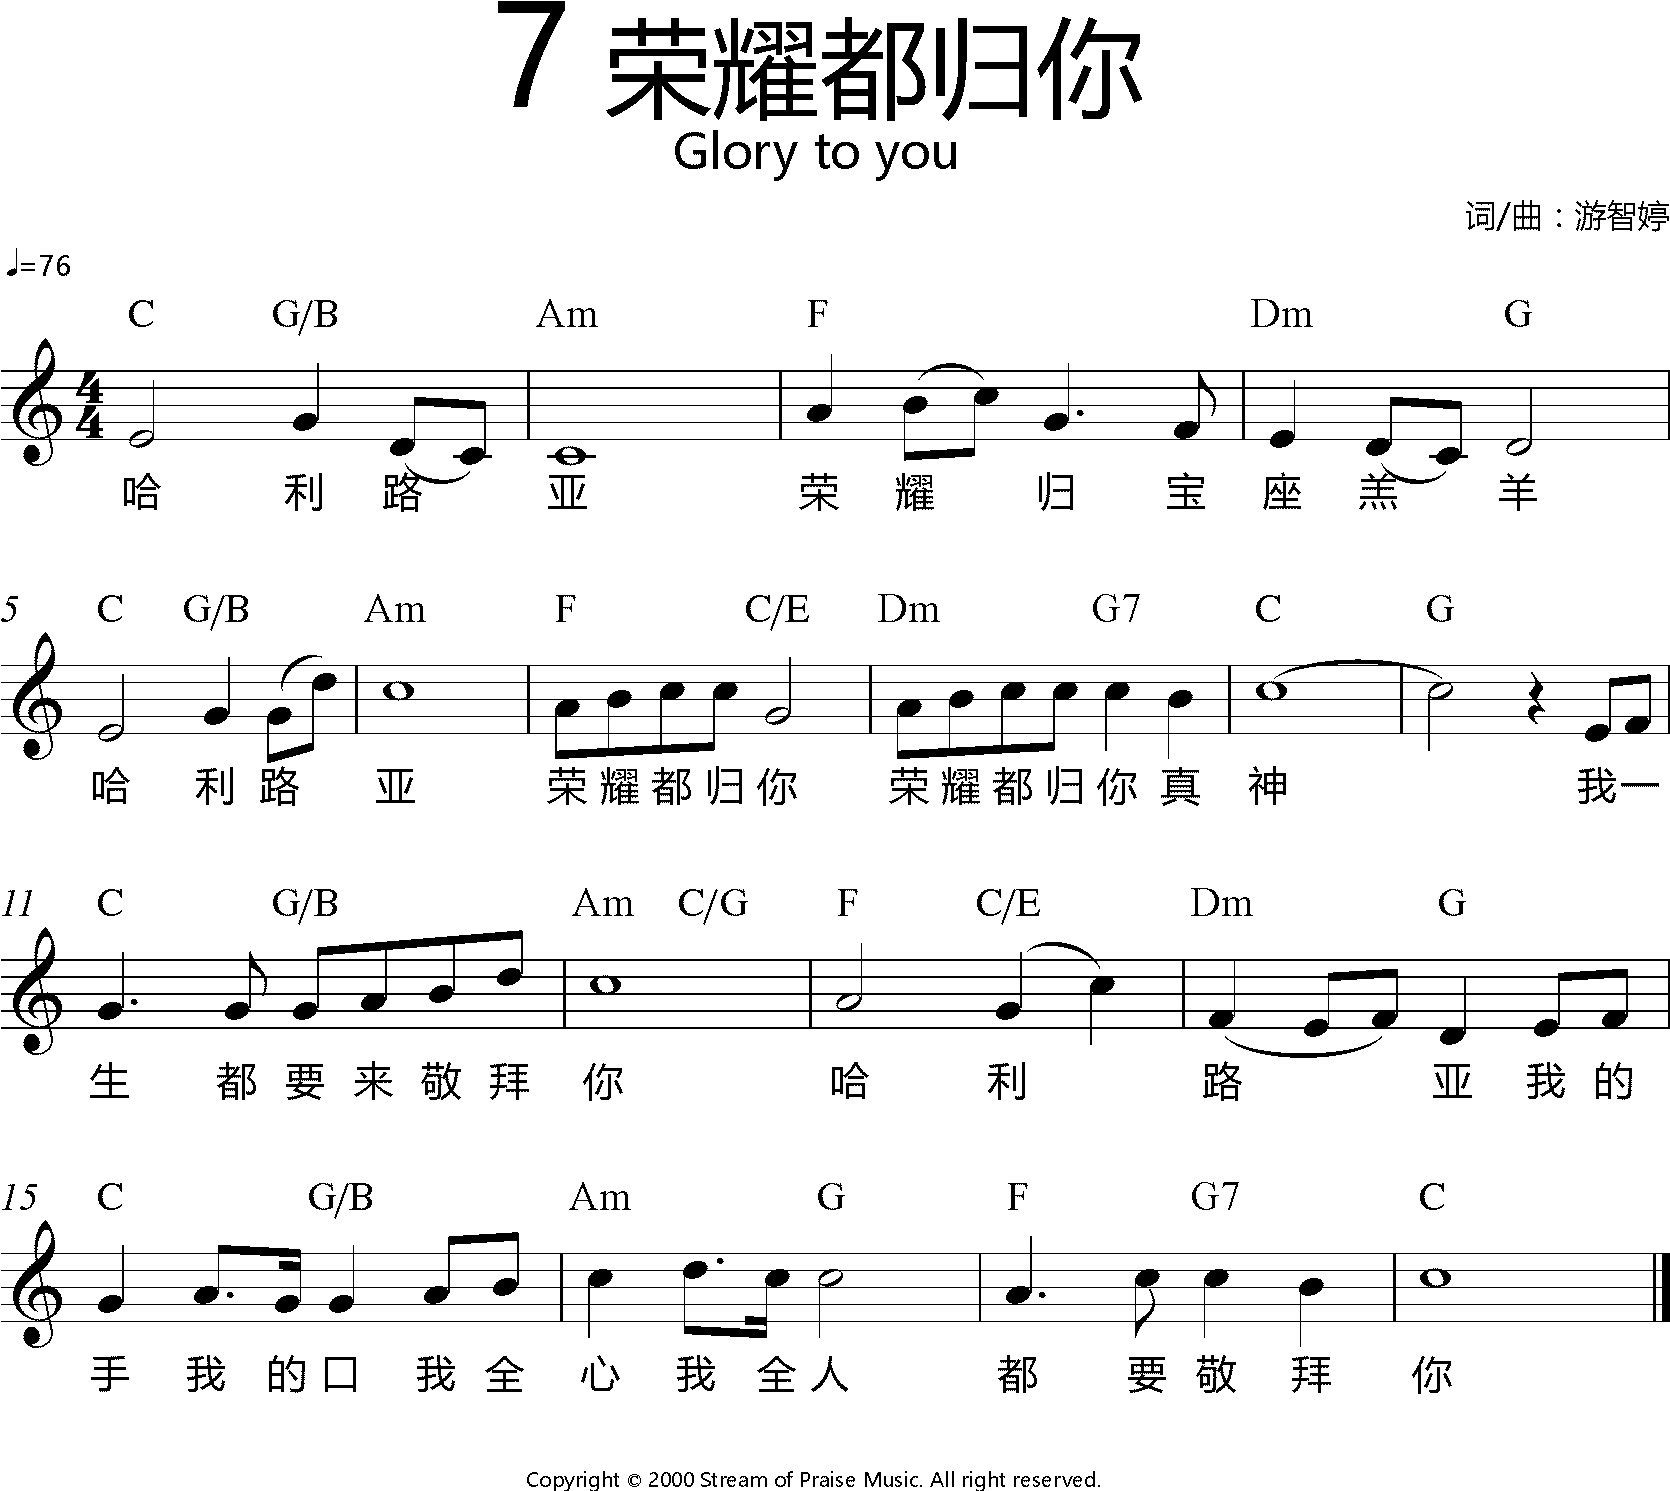 7 荣耀都归你
Glory to you
词/曲：游智婷
♩=76
C G/B Am F Dm G
4
4
哈 利 路 亚 荣 耀 归 宝 座 羔 羊
5 C G/B Am F C/E Dm G7 C G
哈 利 路 亚 荣 耀 都 归 你 荣 耀 都 归 你 真 神 我 一
11 C G/B Am C/G F C/E Dm G
生 都 要 来 敬 拜 你 哈 利 路 亚 我 的
15 C G/B Am G F G7 C
手 我 的 口 我 全 心 我 全 人 都 要 敬 拜 你
Copyright © 2000 Stream of Praise Music. All right reserved.